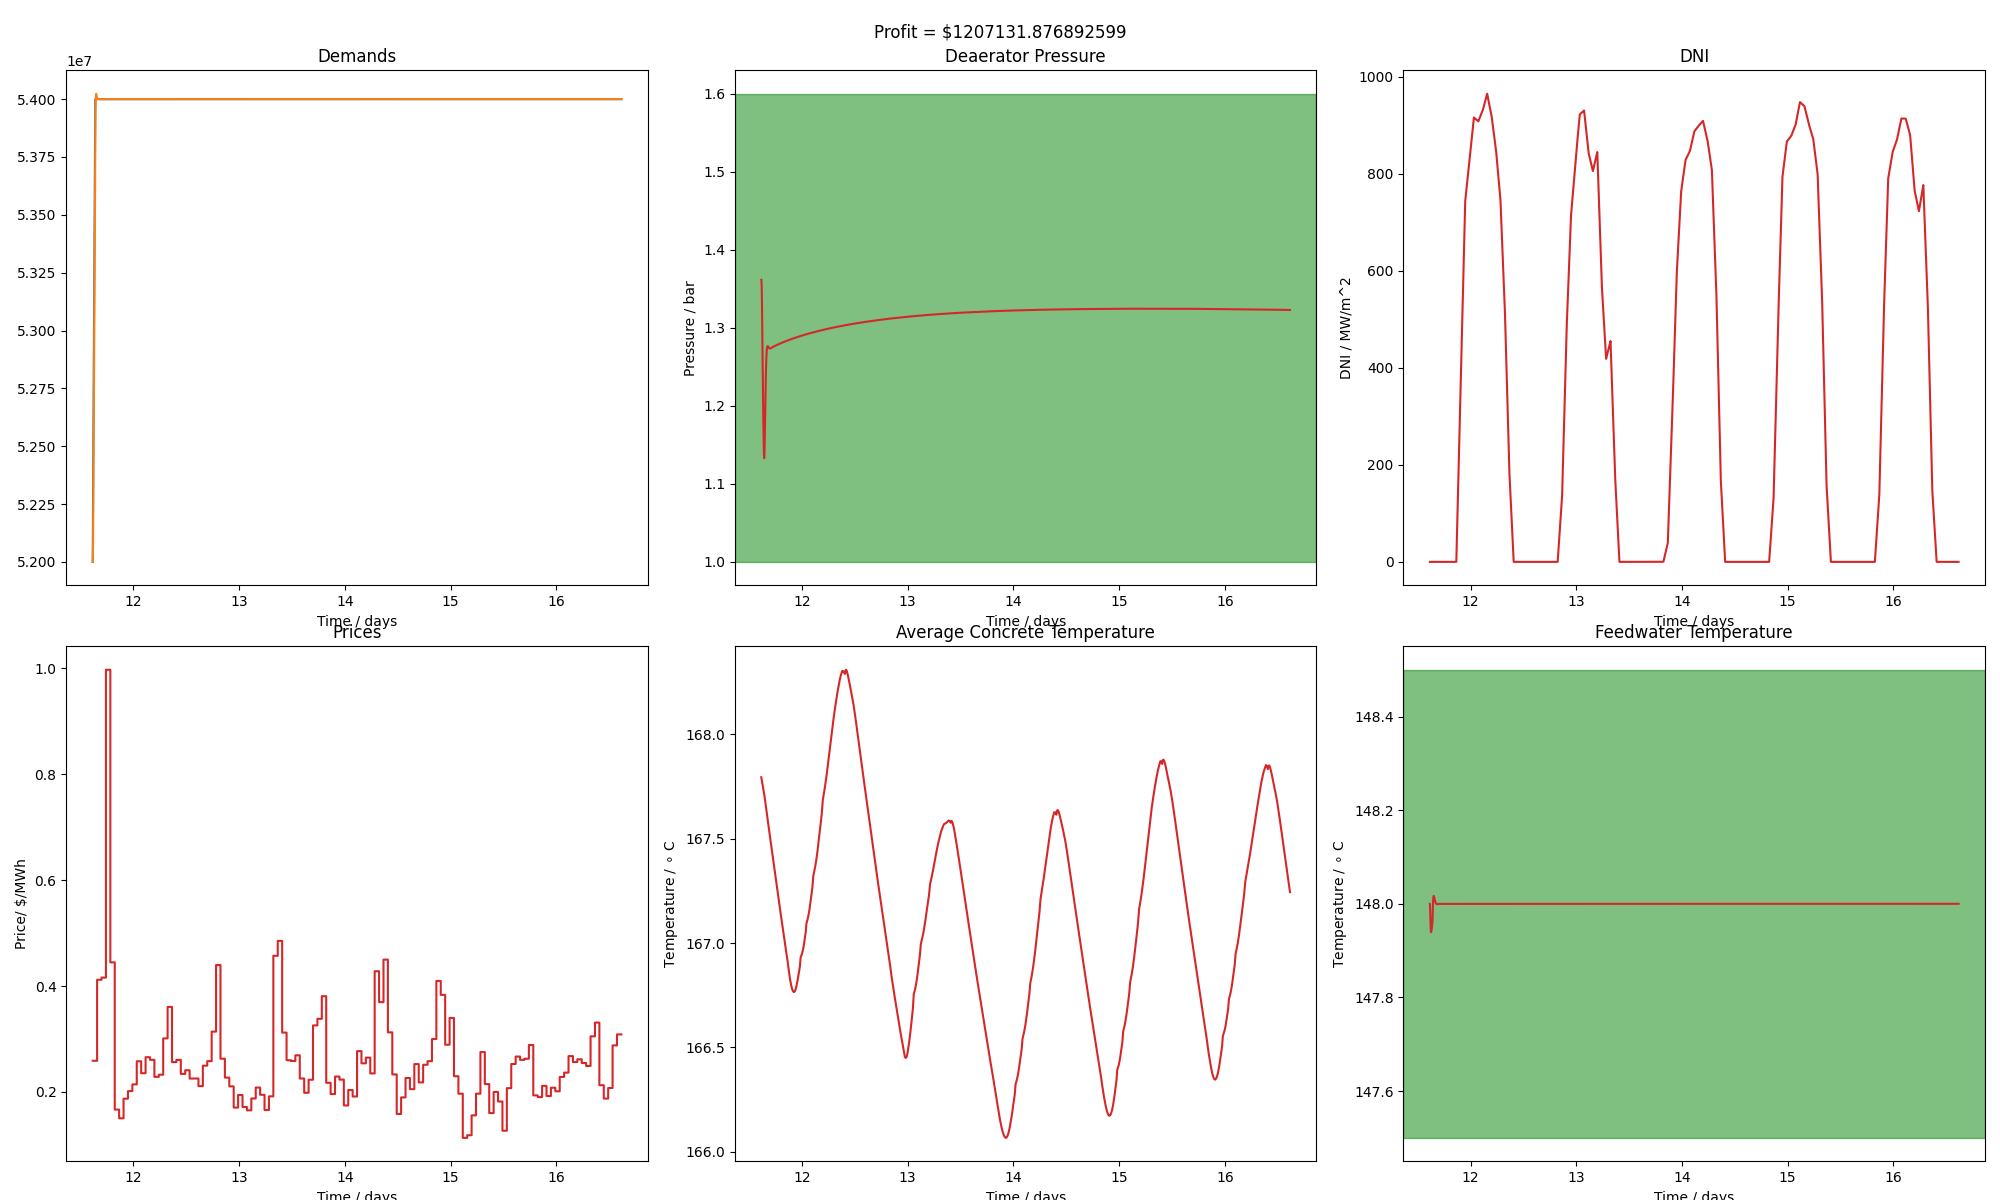 Profit = $1207131.876892599
Demands
1e7
5.400
5.375
5.350
5.325
5.300
5.275
5.250
5.225
5.200
12 13 14 15 16
Time / days
Deaerator Pressure
Pressure / bar
1.6
1.5
1.4
1.3
1.2
1.1
1.0
12 13 14 15 16
Time / days
DNI
DNI / MW/m^2
1000
800
600
400
200
0
12 13 14 15 16
Time / days
Prices
Price/ $/MWh
1.0
0.8
0.6
0.4
0.2
12 13 14 15 16
Time / days
Average Concrete Temperature
Temperature / ∘ C
168.0
167.5
167.0
166.5
166.0
12 13 14 15 16
Time / days
Feedwater Temperature
Temperature / ∘ C
148.4
148.2
148.0
147.8
147.6
12 13 14 15 16
Time / days